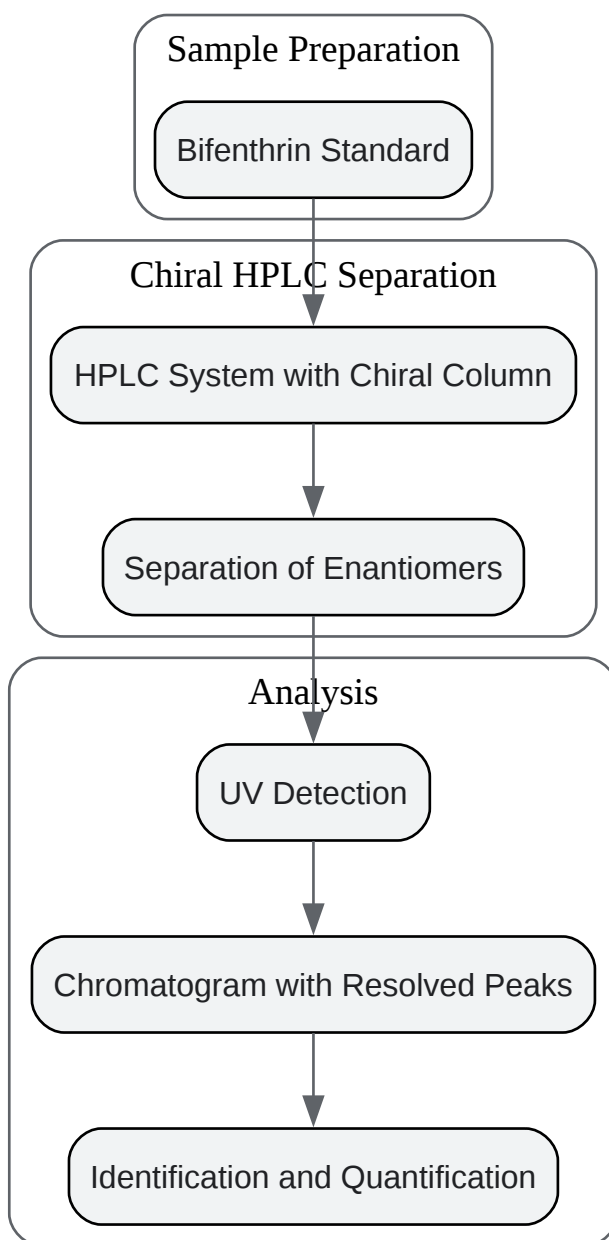 Sample Preparation
Bifenthrin Standard
Chiral HPLC Separation
HPLC System with Chiral Column
Separation of Enantiomers
Analysis
UV Detection
Chromatogram with Resolved Peaks
Identification and Quantification